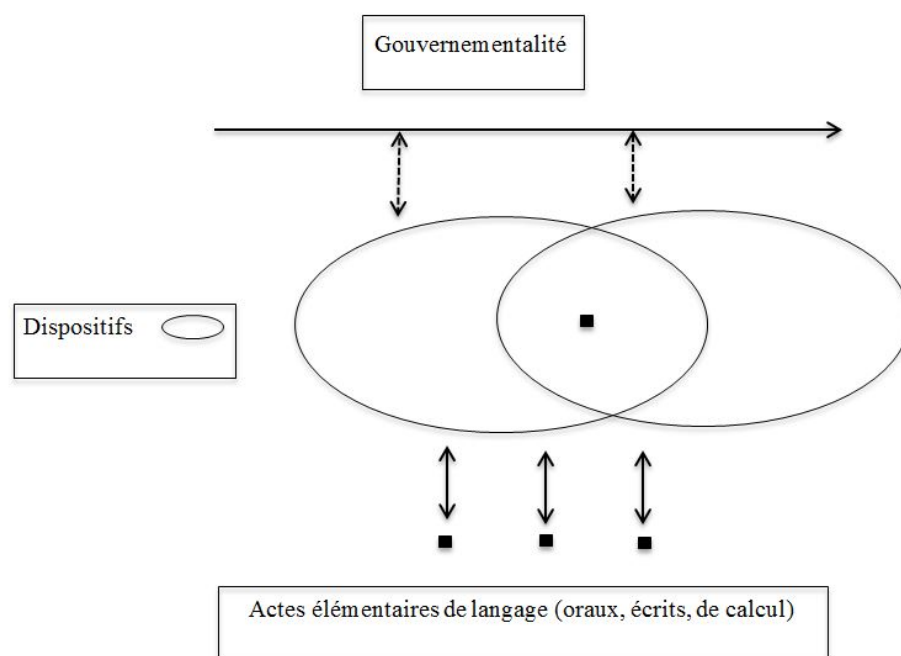 Gouvernementalité
Dispositifs
Actes élémentaires de langage (oraux, écrits, de calcul)